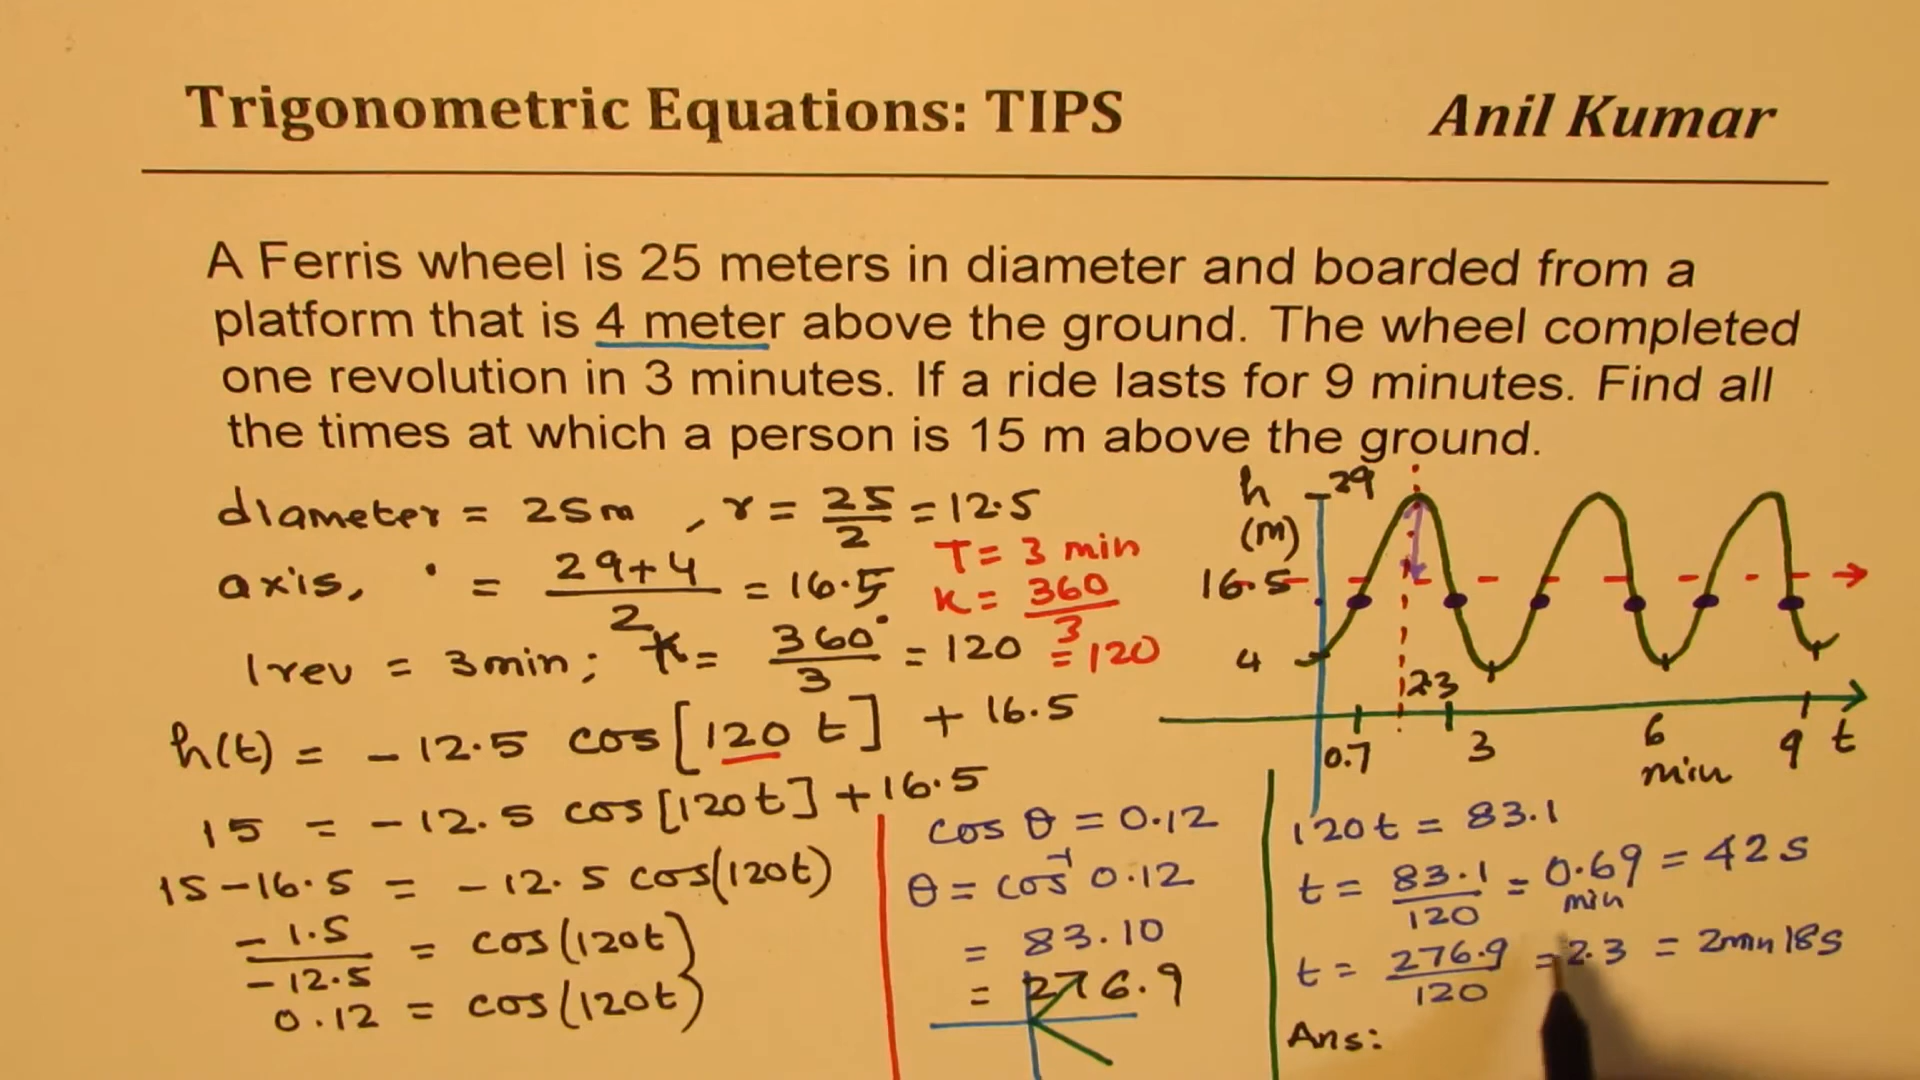 Trigonometric Equations: TIPS Anil Kumar
A Ferris wheel is 25 meters in diameter and boarded from a
platform that is 4 meter above the ground. The wheel completed
one revolution in 3 minutes. If a ride lasts for 9 minutes. Find all
the times at which a person is 15 m above the ground.
diameter = 25m , r = 25/2 = 12.5
axis, = (29+4)/2 = 16.5
1rev = 3min; K = 360°/3 = 120
T = 3 min
K = 360/3
= 120
h(t) = -12.5 cos[120 t] + 16.5
15 = -12.5 cos[120t] + 16.5
15-16.5 = -12.5 cos(120t)
-1.5/-12.5 = cos(120t)
0.12 = cos(120t)
cos θ = 0.12
θ = cos⁻¹ 0.12
= 83.10
= 276.9
h
(m)
29
16.5
4
2.3
0.7
3
6
min
9
t
120t = 83.1
t = 83.1/120 = 0.69 min = 42s
t = 276.9/120 = 2.3 = 2min 18s
Ans: